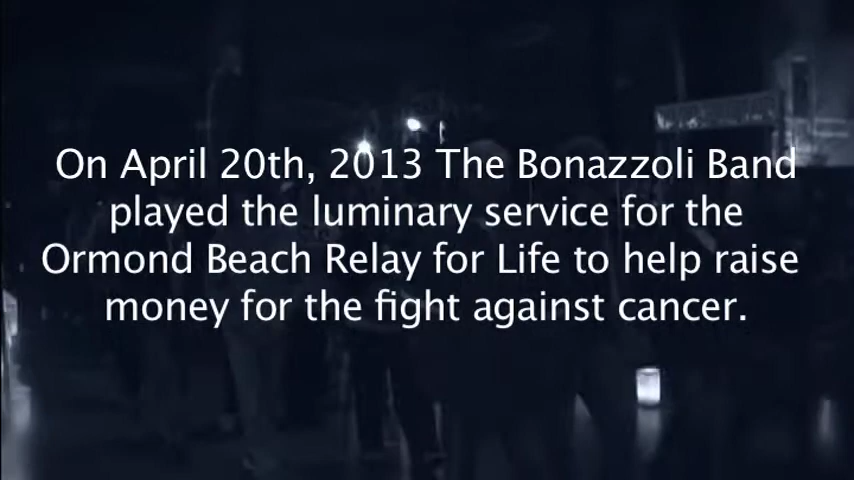 On April 20th, 2013 The Bonazzoli Band
played the luminary service for the
Ormond Beach Relay for Life to help raise
money for the fight against cancer.